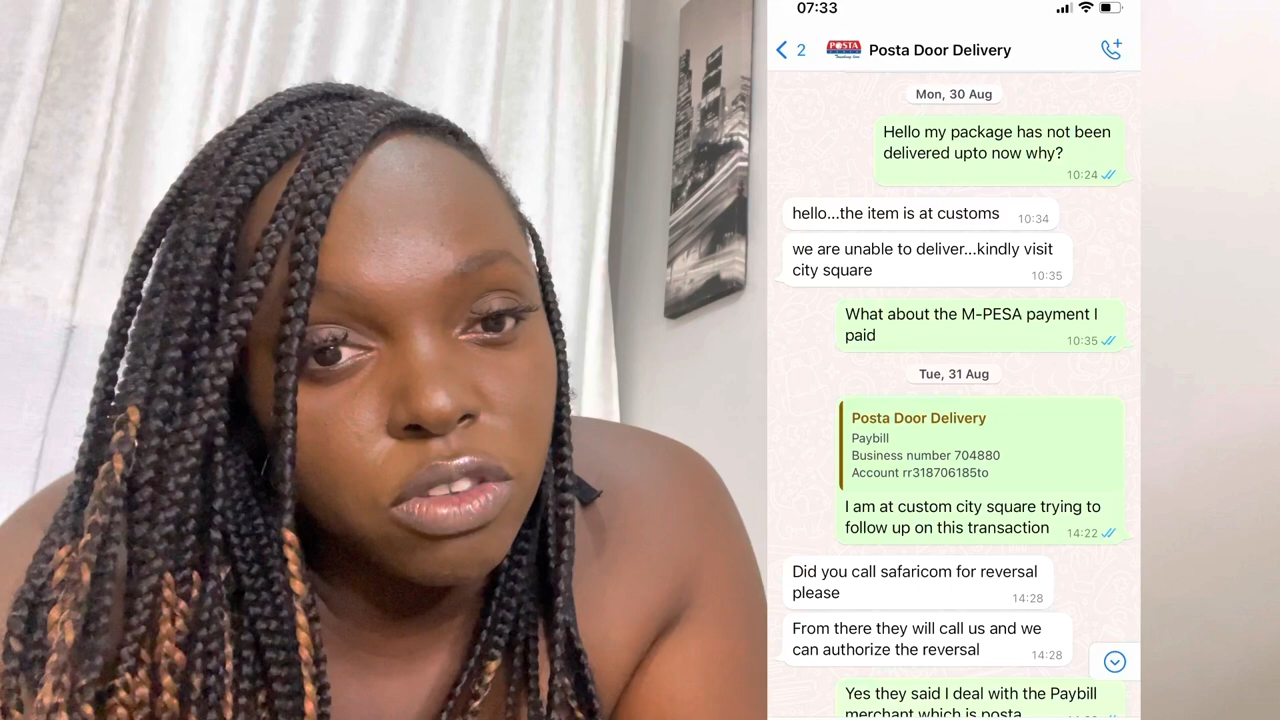 07:33
2
POSTA
Posta Door Delivery
Mon, 30 Aug
Hello my package has not been
delivered upto now why?
10:24
hello...the item is at customs
10:34
we are unable to deliver...kindly visit
city square
10:35
What about the M-PESA payment I
paid
10:35
Tue, 31 Aug
Posta Door Delivery
Paybill
Business number 704880
Account rr318706185to
I am at custom city square trying to
follow up on this transaction
14:22
Did you call safaricom for reversal
please
14:28
From there they will call us and we
can authorize the reversal
14:28
Yes they said I deal with the Paybill
merchant which is posta